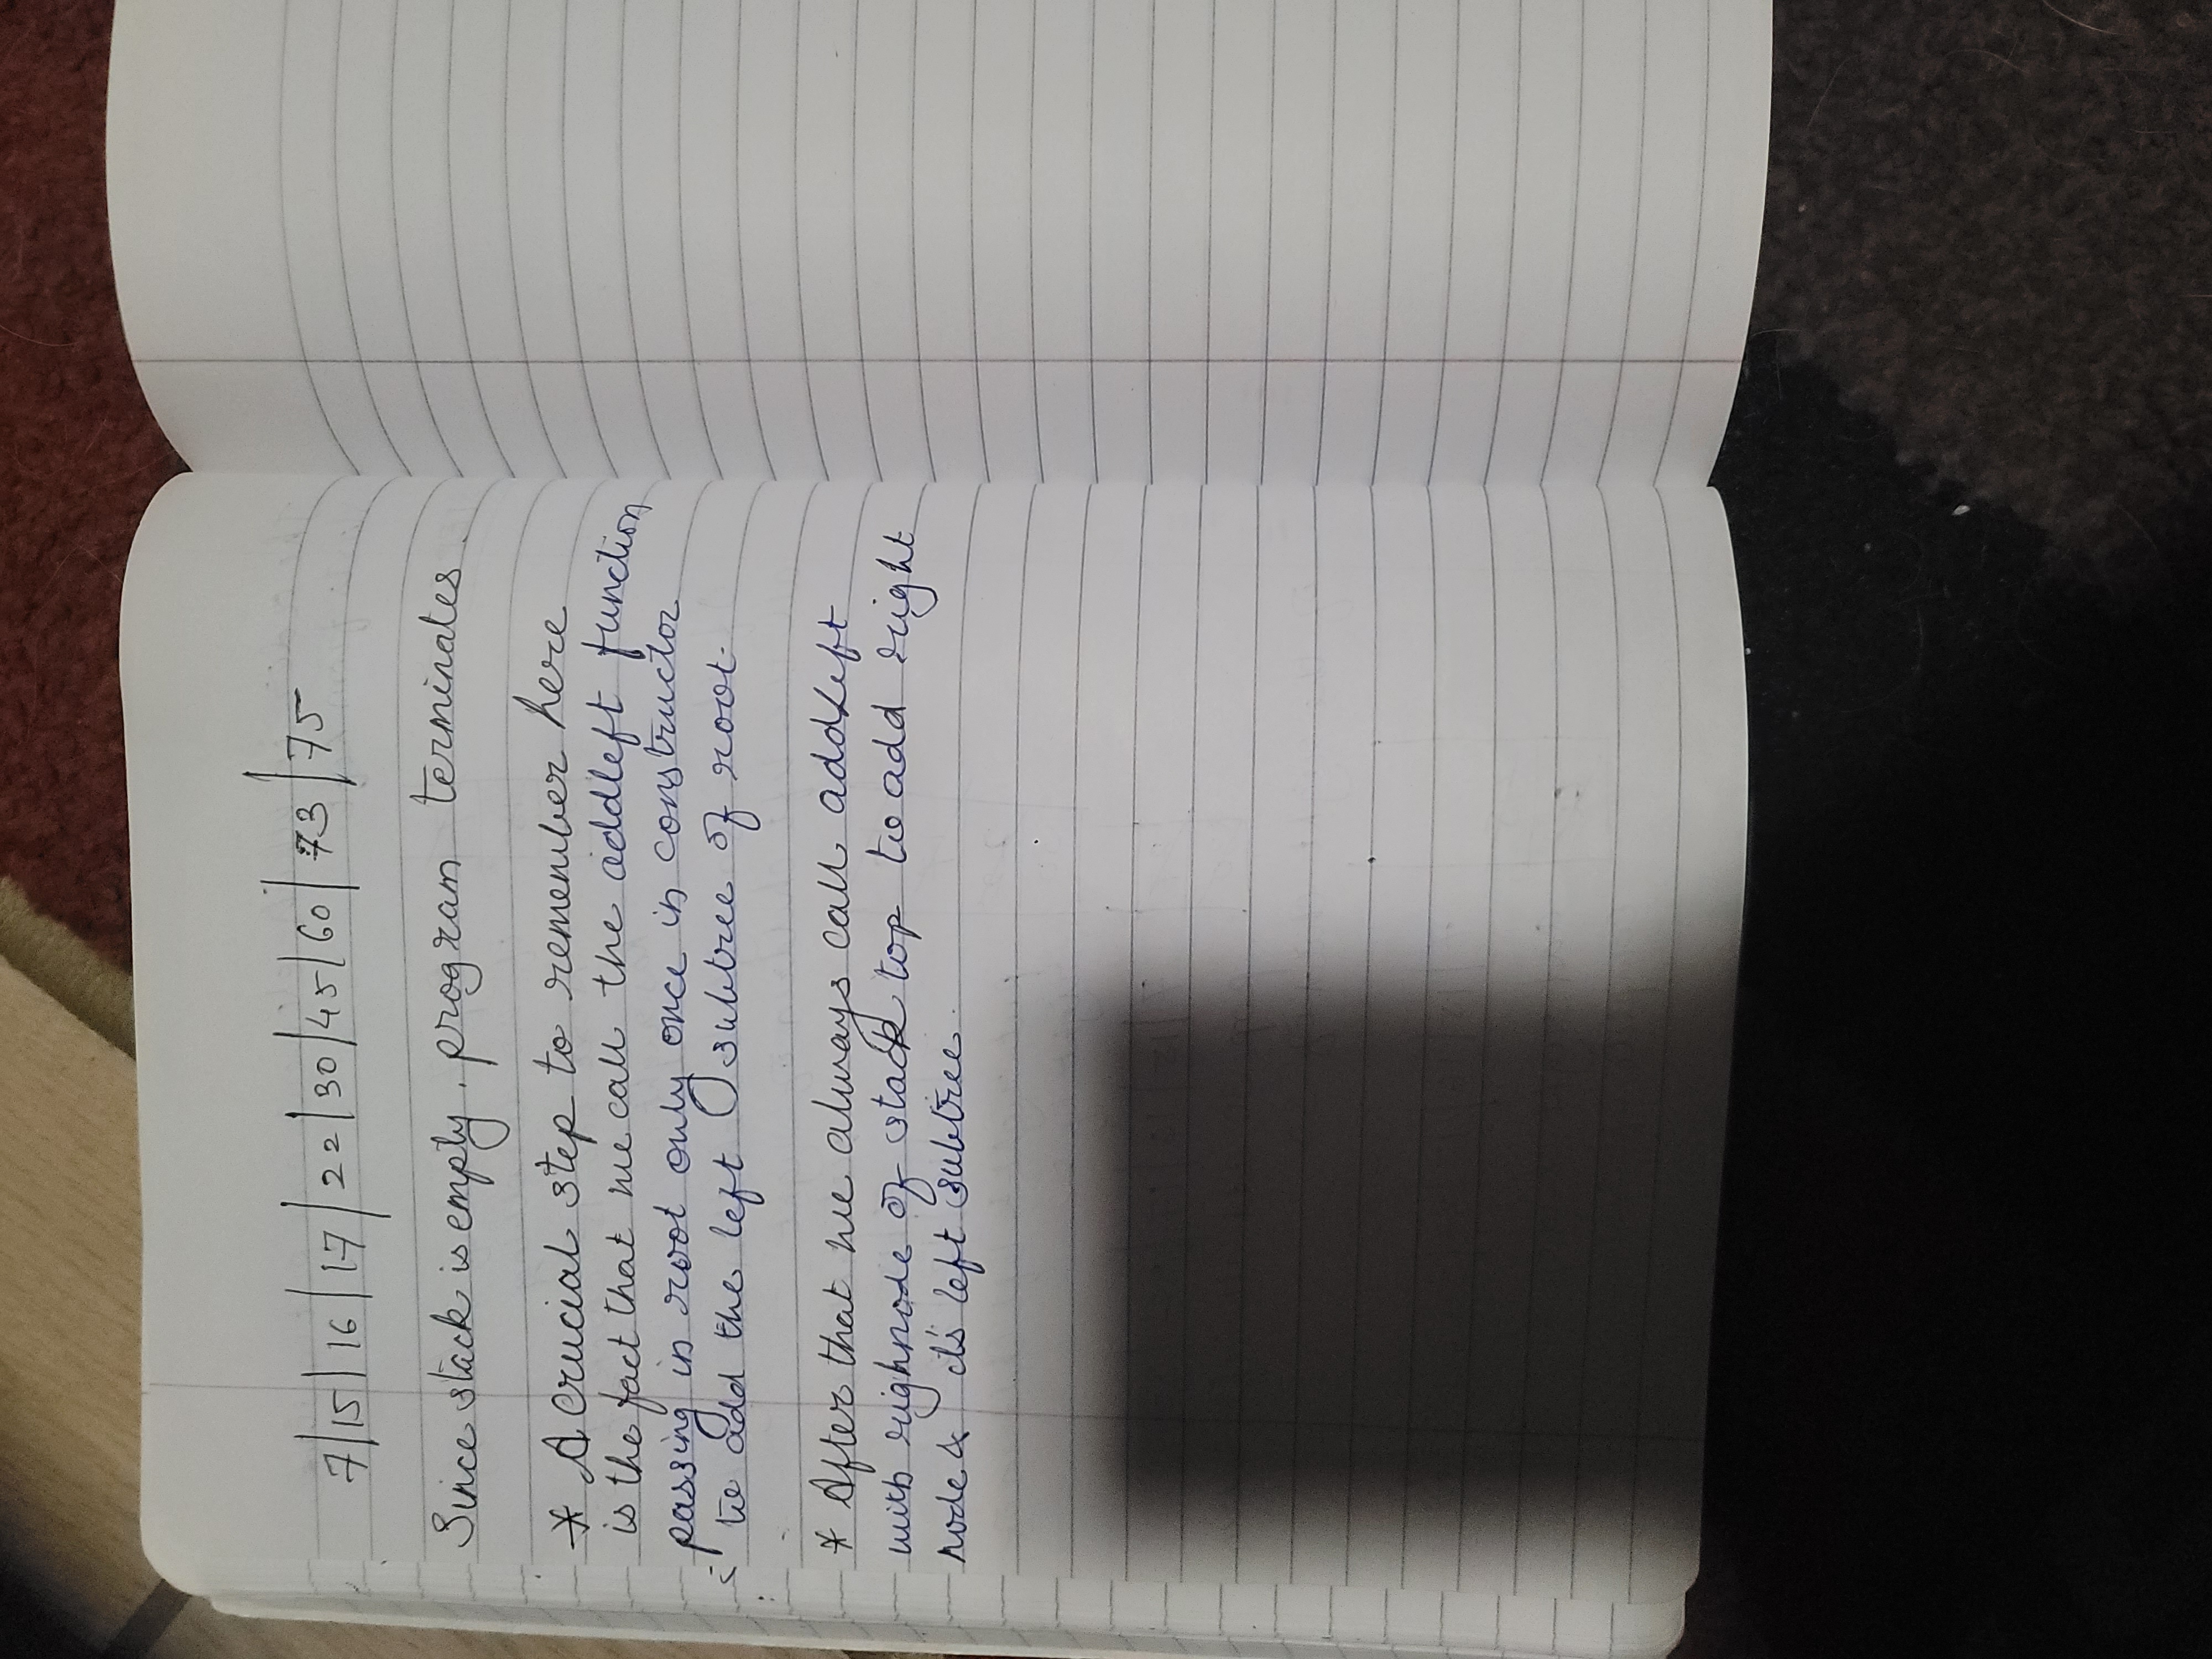 7|15|16|17|22|30|45|60|73|75
Since stack is empty, program terminates.
* A crucial step to remember here
is the fact that we call the addleft function
passing in root only once in constructor
to add the left subtree of root.
* After that we always call addLeft
with righnode of stack top to add right
node & it's left subtree.